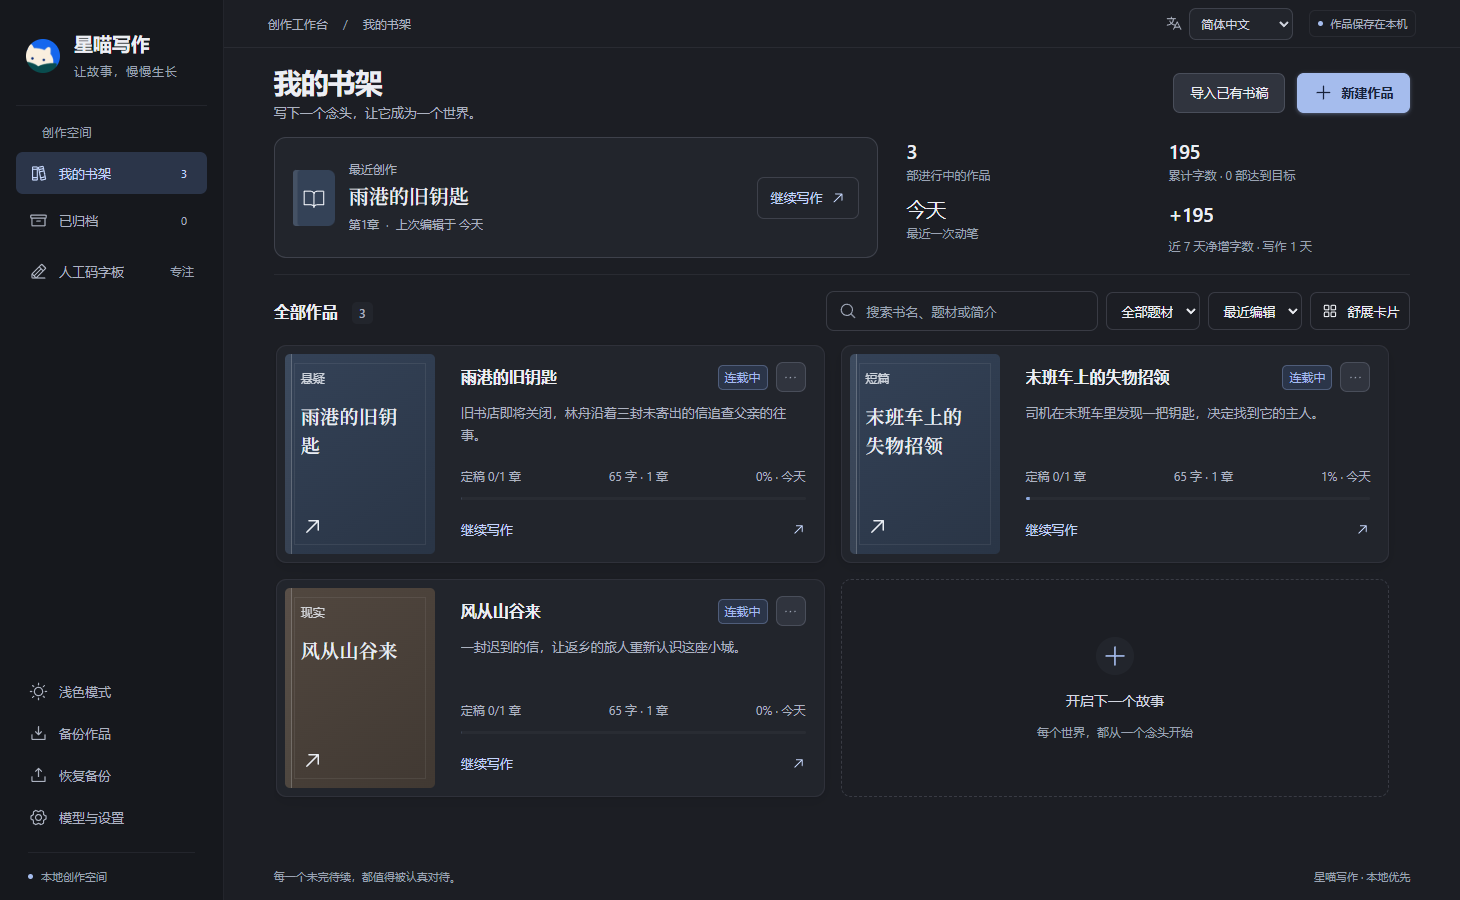 星喵写作
让故事，慢慢生长
创作空间
我的书架 3
已归档 0
人工码字板 专注
浅色模式
备份作品
恢复备份
模型与设置
本地创作空间
创作工作台 / 我的书架
简体中文
作品保存在本机
我的书架
写下一个念头，让它成为一个世界。
导入已有书稿
新建作品
最近创作
雨港的旧钥匙
第1章 · 上次编辑于 今天
继续写作
3
部进行中的作品
195
累计字数 · 0 部达到目标
今天
最近一次动笔
+195
近 7 天净增字数 · 写作 1 天
全部作品 3
搜索书名、题材或简介
全部题材
最近编辑
舒展卡片
悬疑
雨港的旧钥
匙
雨港的旧钥匙
连载中
旧书店即将关闭，林舟沿着三封未寄出的信追查父亲的往
事。
定稿 0/1 章 65 字 · 1 章 0% · 今天
继续写作
短篇
末班车上的
失物招领
末班车上的失物招领
连载中
司机在末班车里发现一把钥匙，决定找到它的主人。
定稿 0/1 章 65 字 · 1 章 1% · 今天
继续写作
现实
风从山谷来
风从山谷来
连载中
一封迟到的信，让返乡的旅人重新认识这座小城。
定稿 0/1 章 65 字 · 1 章 0% · 今天
继续写作
开启下一个故事
每个世界，都从一个念头开始
每一个未完待续，都值得被认真对待。
星喵写作 · 本地优先